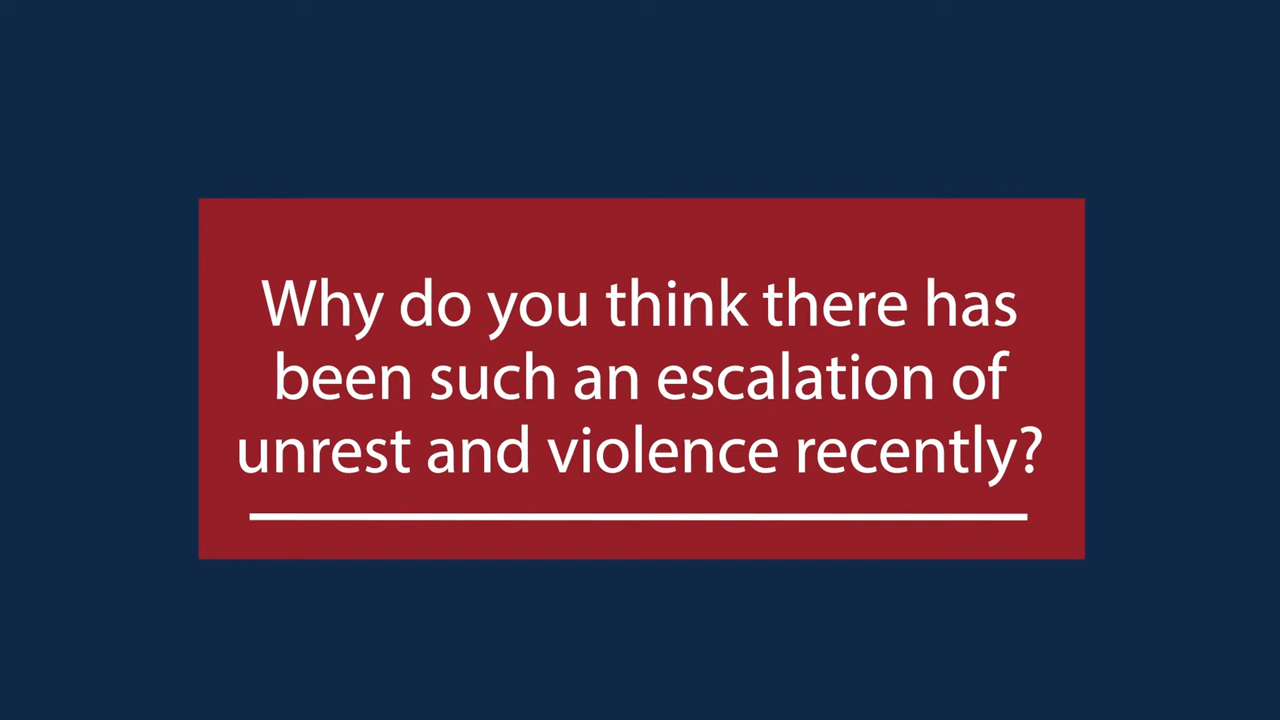 Why do you think there has
been such an escalation of
unrest and violence recently?